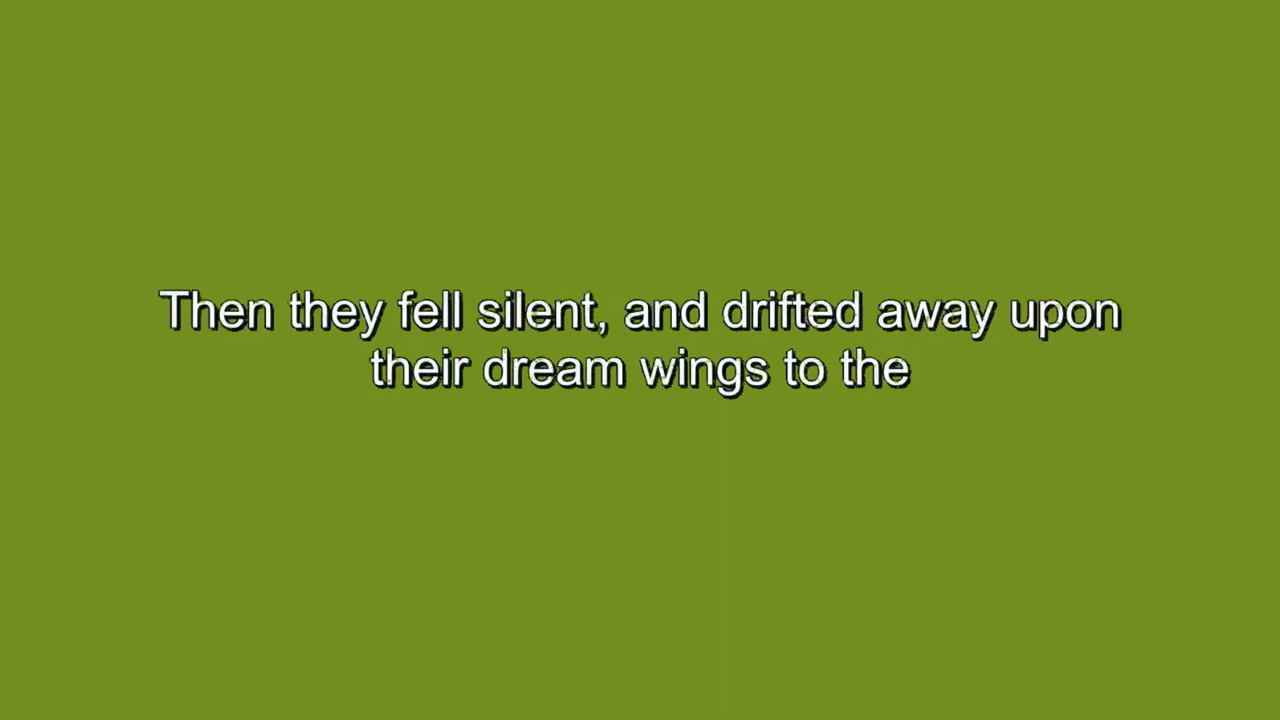 Then they fell silent, and drifted away upon
their dream wings to the